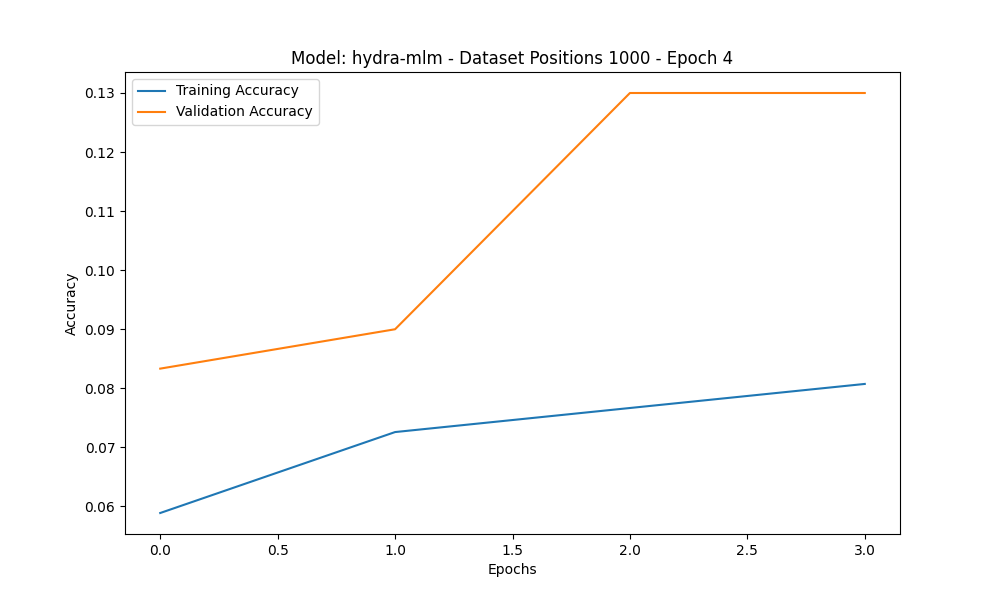 Model: hydra-mlm - Dataset Positions 1000 - Epoch 4
Training Accuracy
Validation Accuracy
0.13
0.12
0.11
0.10
0.09
0.08
0.07
0.06
Accuracy
0.0 0.5 1.0 1.5 2.0 2.5 3.0
Epochs